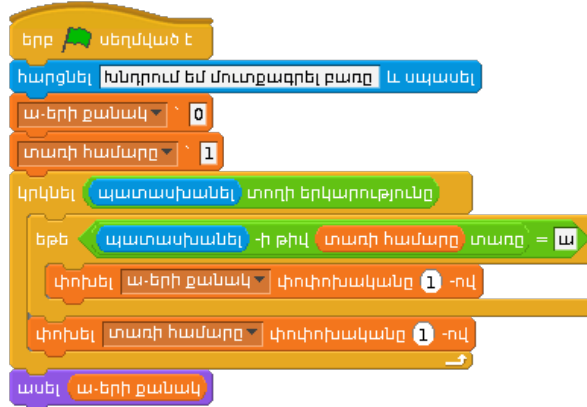 երբ սեղմված է
հարցնել Խնդրում եմ մուտքագրել բառը և սպասել
ա-երի քանակ ՝ 0
տառի համարը ՝ 1
կրկնել պատասխանել տողի երկարությունը
եթե պատասխանել -ի թիվ տառի համարը տառը = ա
փոխել ա-երի քանակ փոփոխականը 1 -ով
փոխել տառի համարը փոփոխականը 1 -ով
ասել ա-երի քանակ